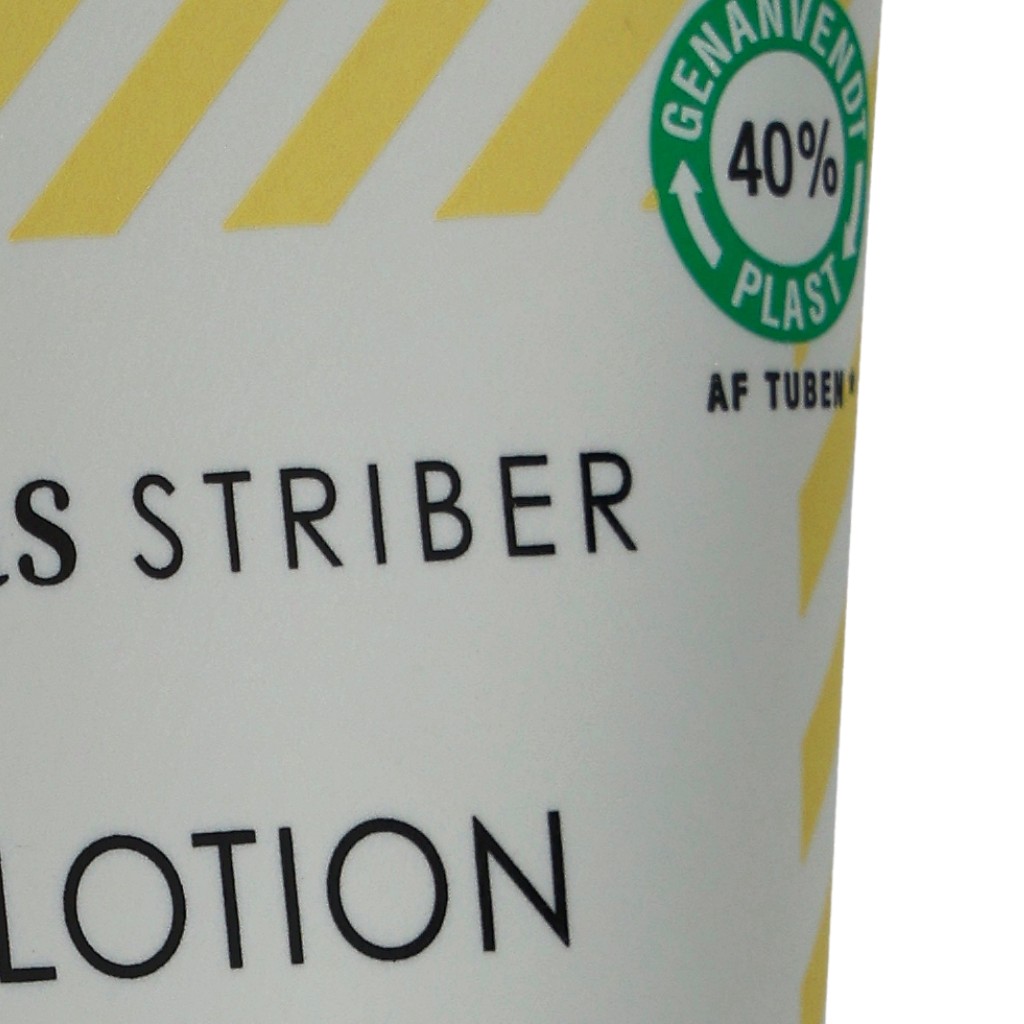 GENANVENDT
40%
PLAST
AF TUBEN*
STRIBER
LOTION